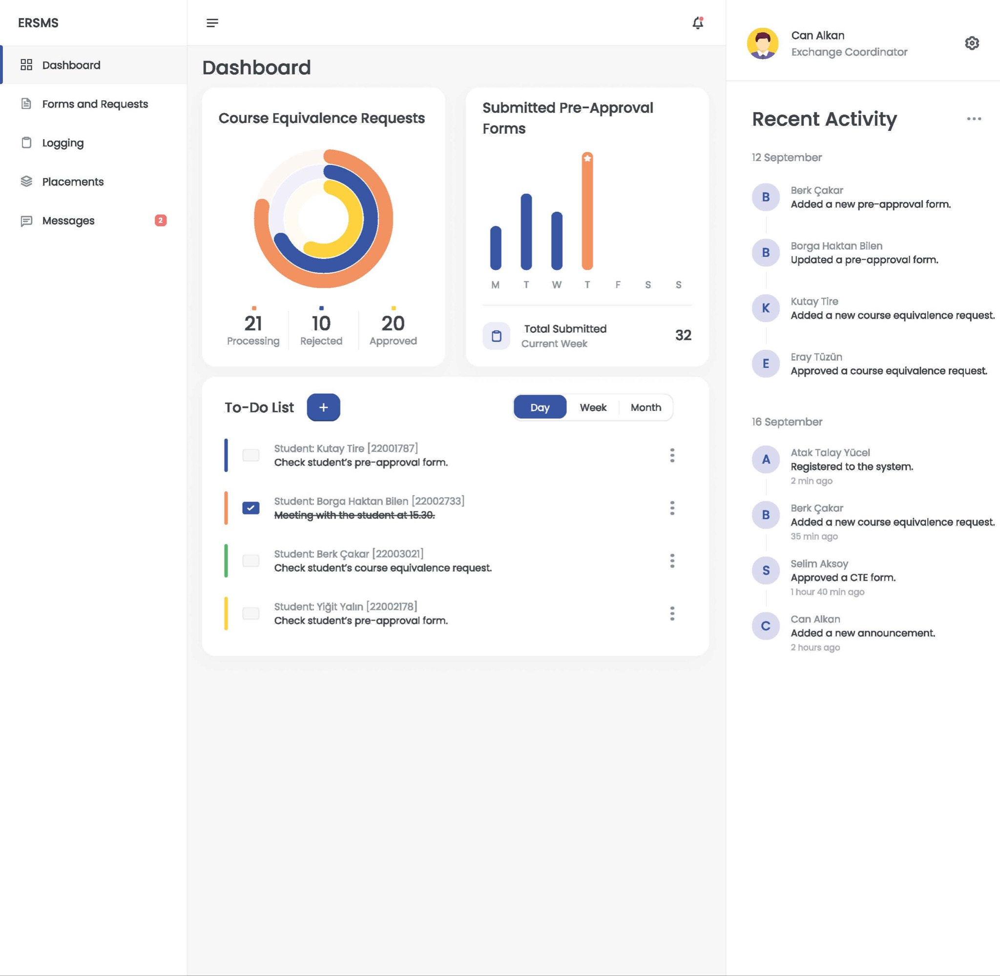 ERSMS
Dashboard
Forms and Requests
Logging
Placements
Messages
2
Dashboard
Course Equivalence Requests
21
Processing
10
Rejected
20
Approved
Submitted Pre-Approval
Forms
M T W T F S S
Total Submitted
Current Week
32
To-Do List
+
Day
Week
Month
Student: Kutay Tire [22001787]
Check student’s pre-approval form.
Student: Borga Haktan Bilen [22002733]
Meeting with the student at 15.30.
Student: Berk Çakar [22003021]
Check student’s course equivalence request.
Student: Yiğit Yalın [22002178]
Check student’s pre-approval form.
Can Alkan
Exchange Coordinator
Recent Activity
12 September
B
Berk Çakar
Added a new pre-approval form.
B
Borga Haktan Bilen
Updated a pre-approval form.
K
Kutay Tire
Added a new course equivalence request.
E
Eray Tüzün
Approved a course equivalence request.
16 September
A
Atak Talay Yücel
Registered to the system.
2 min ago
B
Berk Çakar
Added a new course equivalence request.
35 min ago
S
Selim Aksoy
Approved a CTE form.
1 hour 40 min ago
C
Can Alkan
Added a new announcement.
2 hours ago